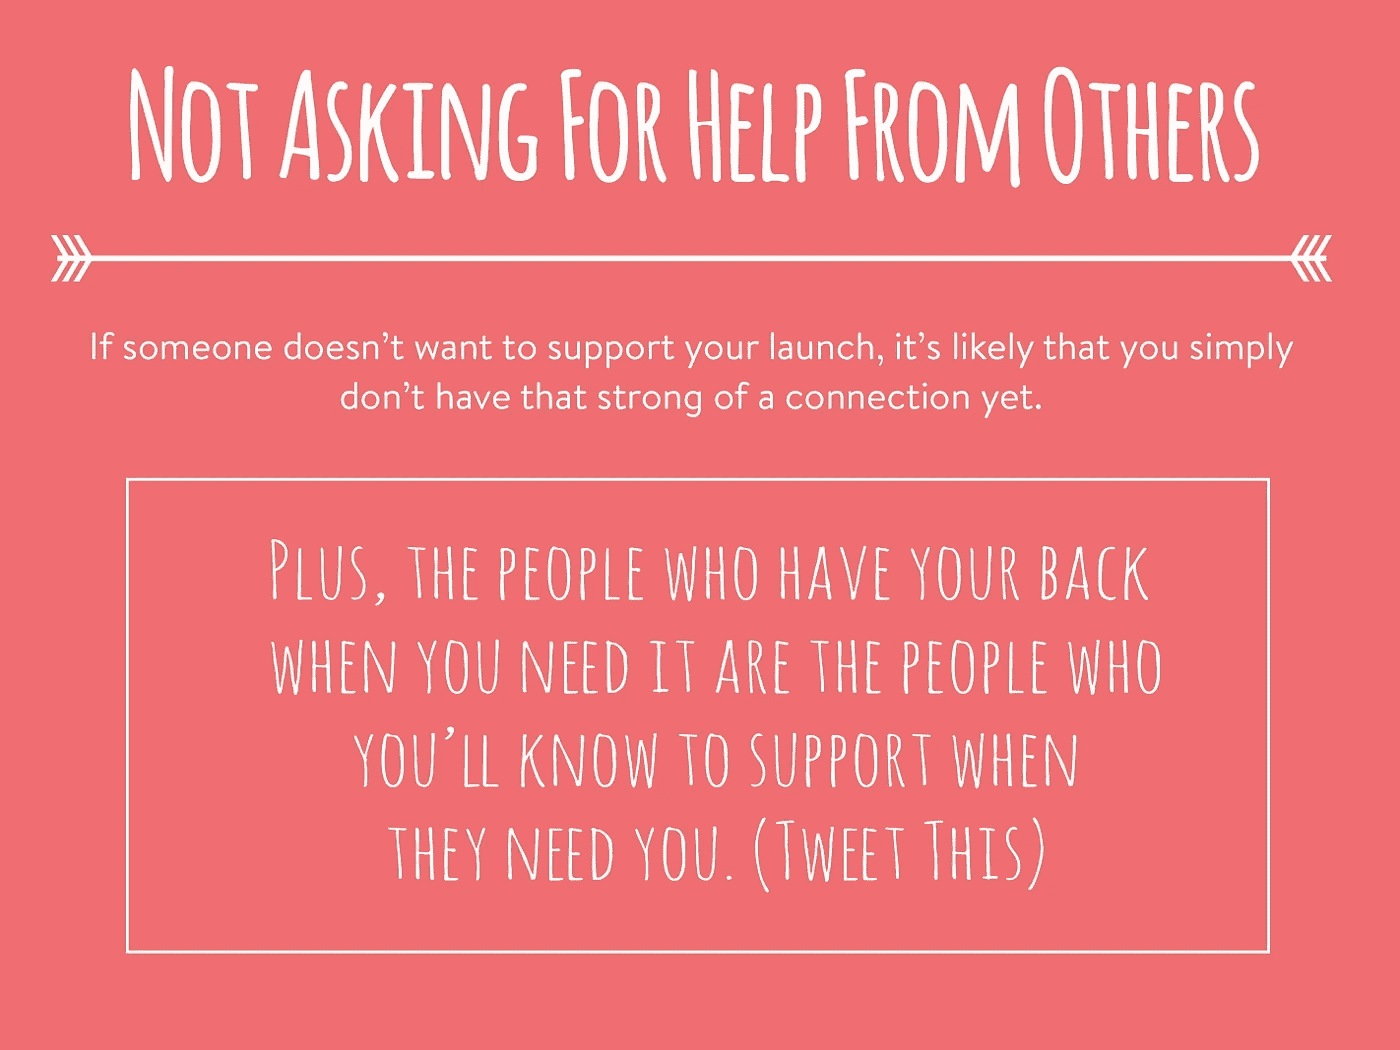 Not Asking For Help From Others
If someone doesn’t want to support your launch, it’s likely that you simply
don’t have that strong of a connection yet.
Plus, the people who have your back
when you need it are the people who
you’ll know to support when
they need you. (Tweet This)